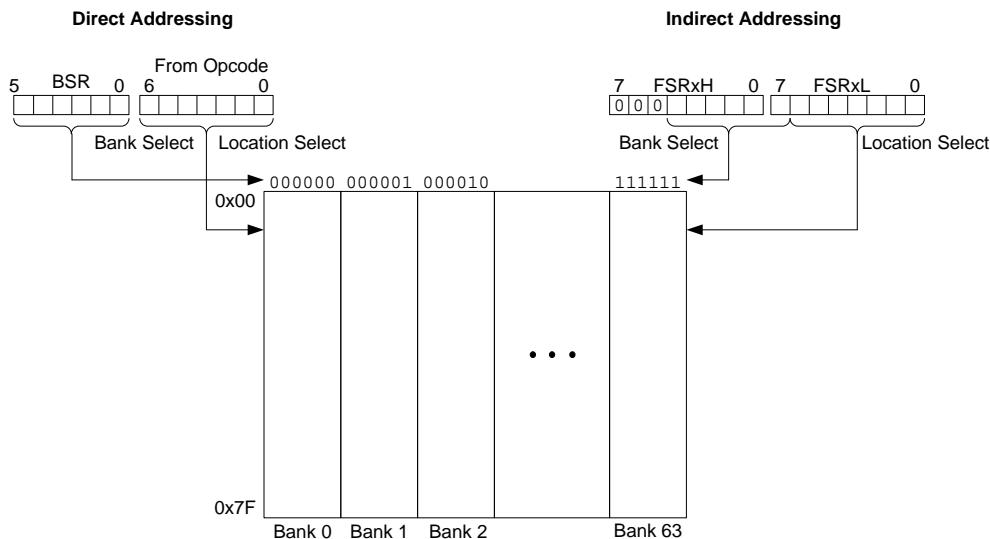 Direct Addressing
Indirect Addressing
From Opcode
5 BSR 0 6 0
7 FSRxH 0 7 FSRxL 0
0 0 0
Bank Select Location Select
Bank Select Location Select
000000 000001 000010 111111
0x00
0x7F
Bank 0 Bank 1 Bank 2 Bank 63